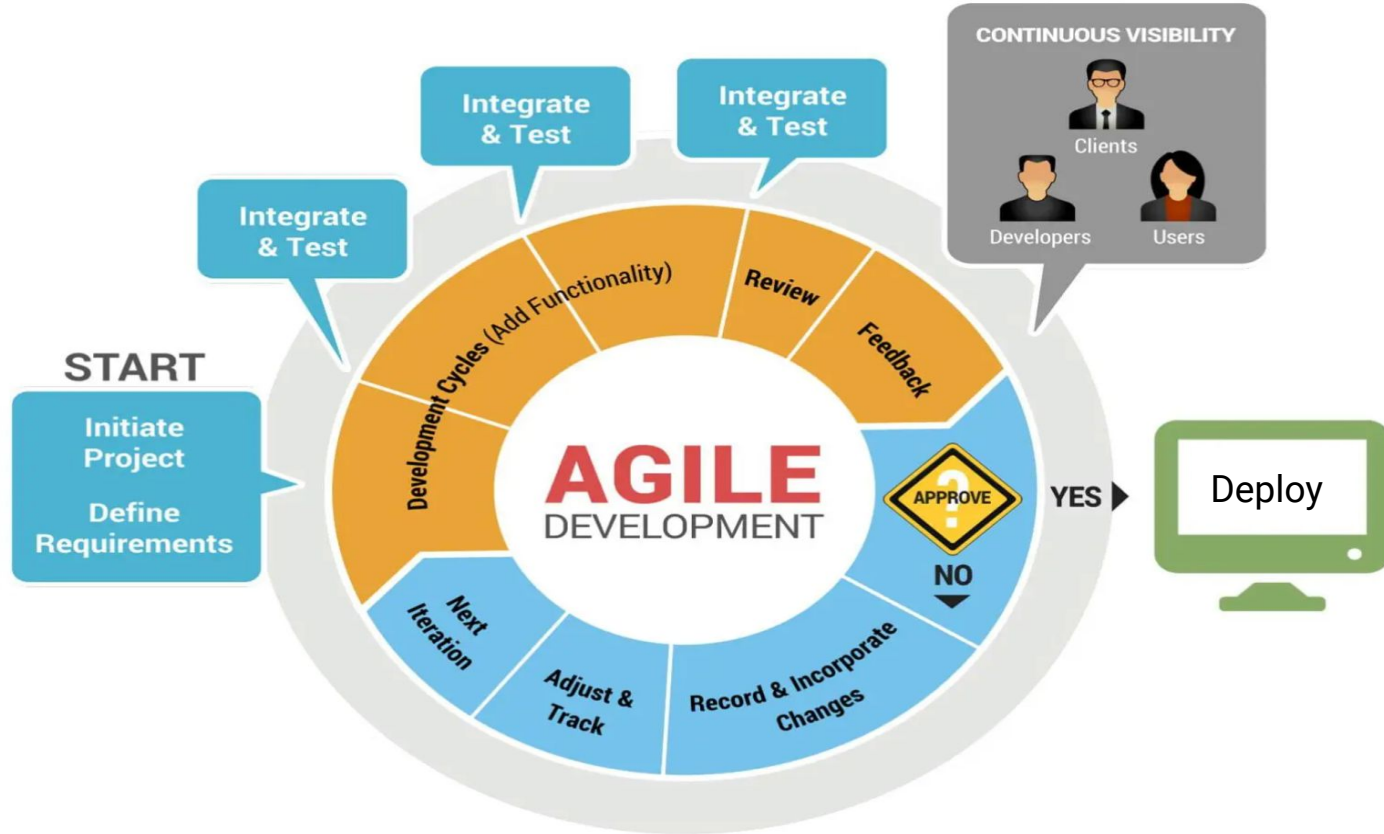 START
Initiate
Project
Define
Requirements
Integrate
& Test
Integrate
& Test
Integrate
& Test
CONTINUOUS VISIBILITY
Clients
Developers
Users
Development Cycles (Add Functionality)
Review
Feedback
?
APPROVE
YES
NO
Deploy
Record & Incorporate
Changes
Adjust &
Track
Next
Iteration
AGILE
DEVELOPMENT